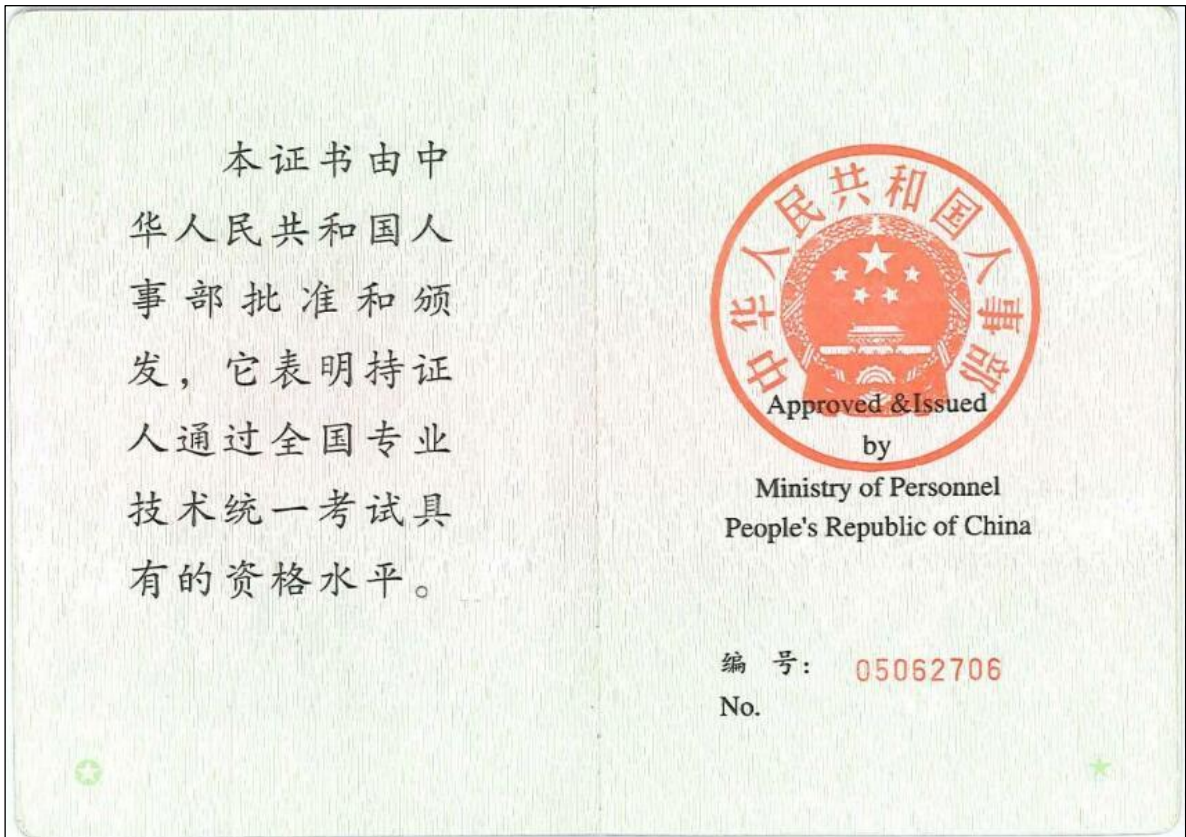 本证书由中
华人民共和国人
事部批准和颁
发，它表明持证
人通过全国专业
技术统一考试具
有的资格水平。
中华人民共和国人事部
Approved &Issued
by
Ministry of Personnel
People's Republic of China
编 号： 05062706
No.